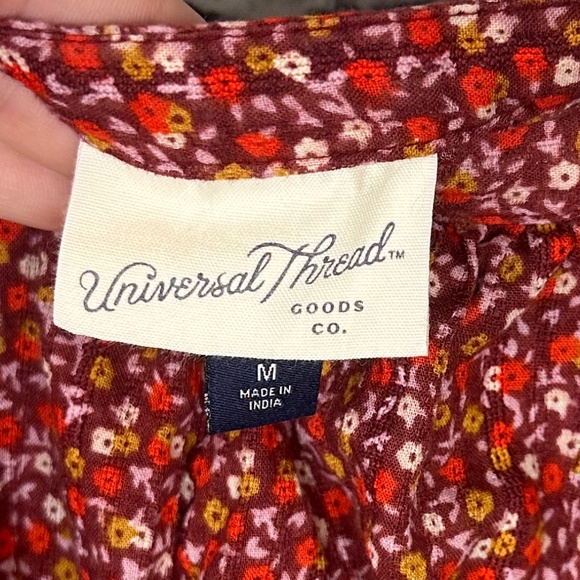 Universal Thread™
GOODS
CO.
M
MADE IN
INDIA